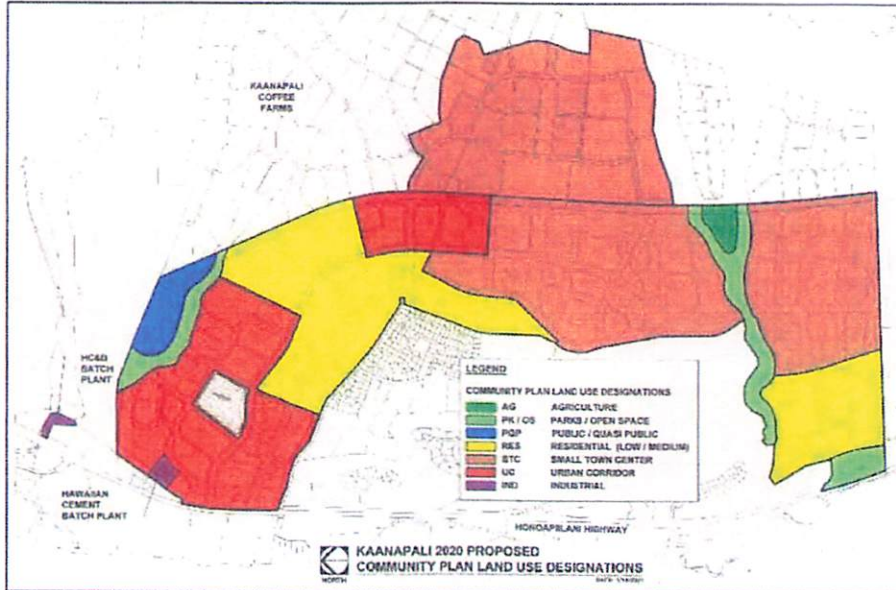 KAANAPALI
COFFEE
FARMS
HC&D
BATCH
PLANT
HAWAIIAN
CEMENT
BATCH PLANT
LEGEND
COMMUNITY PLAN LAND USE DESIGNATIONS
AG AGRICULTURE
PK / OS PARKS / OPEN SPACE
PQP PUBLIC / QUASI PUBLIC
RES RESIDENTIAL (LOW / MEDIUM)
STC SMALL TOWN CENTER
UC URBAN CORRIDOR
IND INDUSTRIAL
HONOAPIILANI HIGHWAY
KAANAPALI 2020 PROPOSED
COMMUNITY PLAN LAND USE DESIGNATIONS
NORTH
DATE: